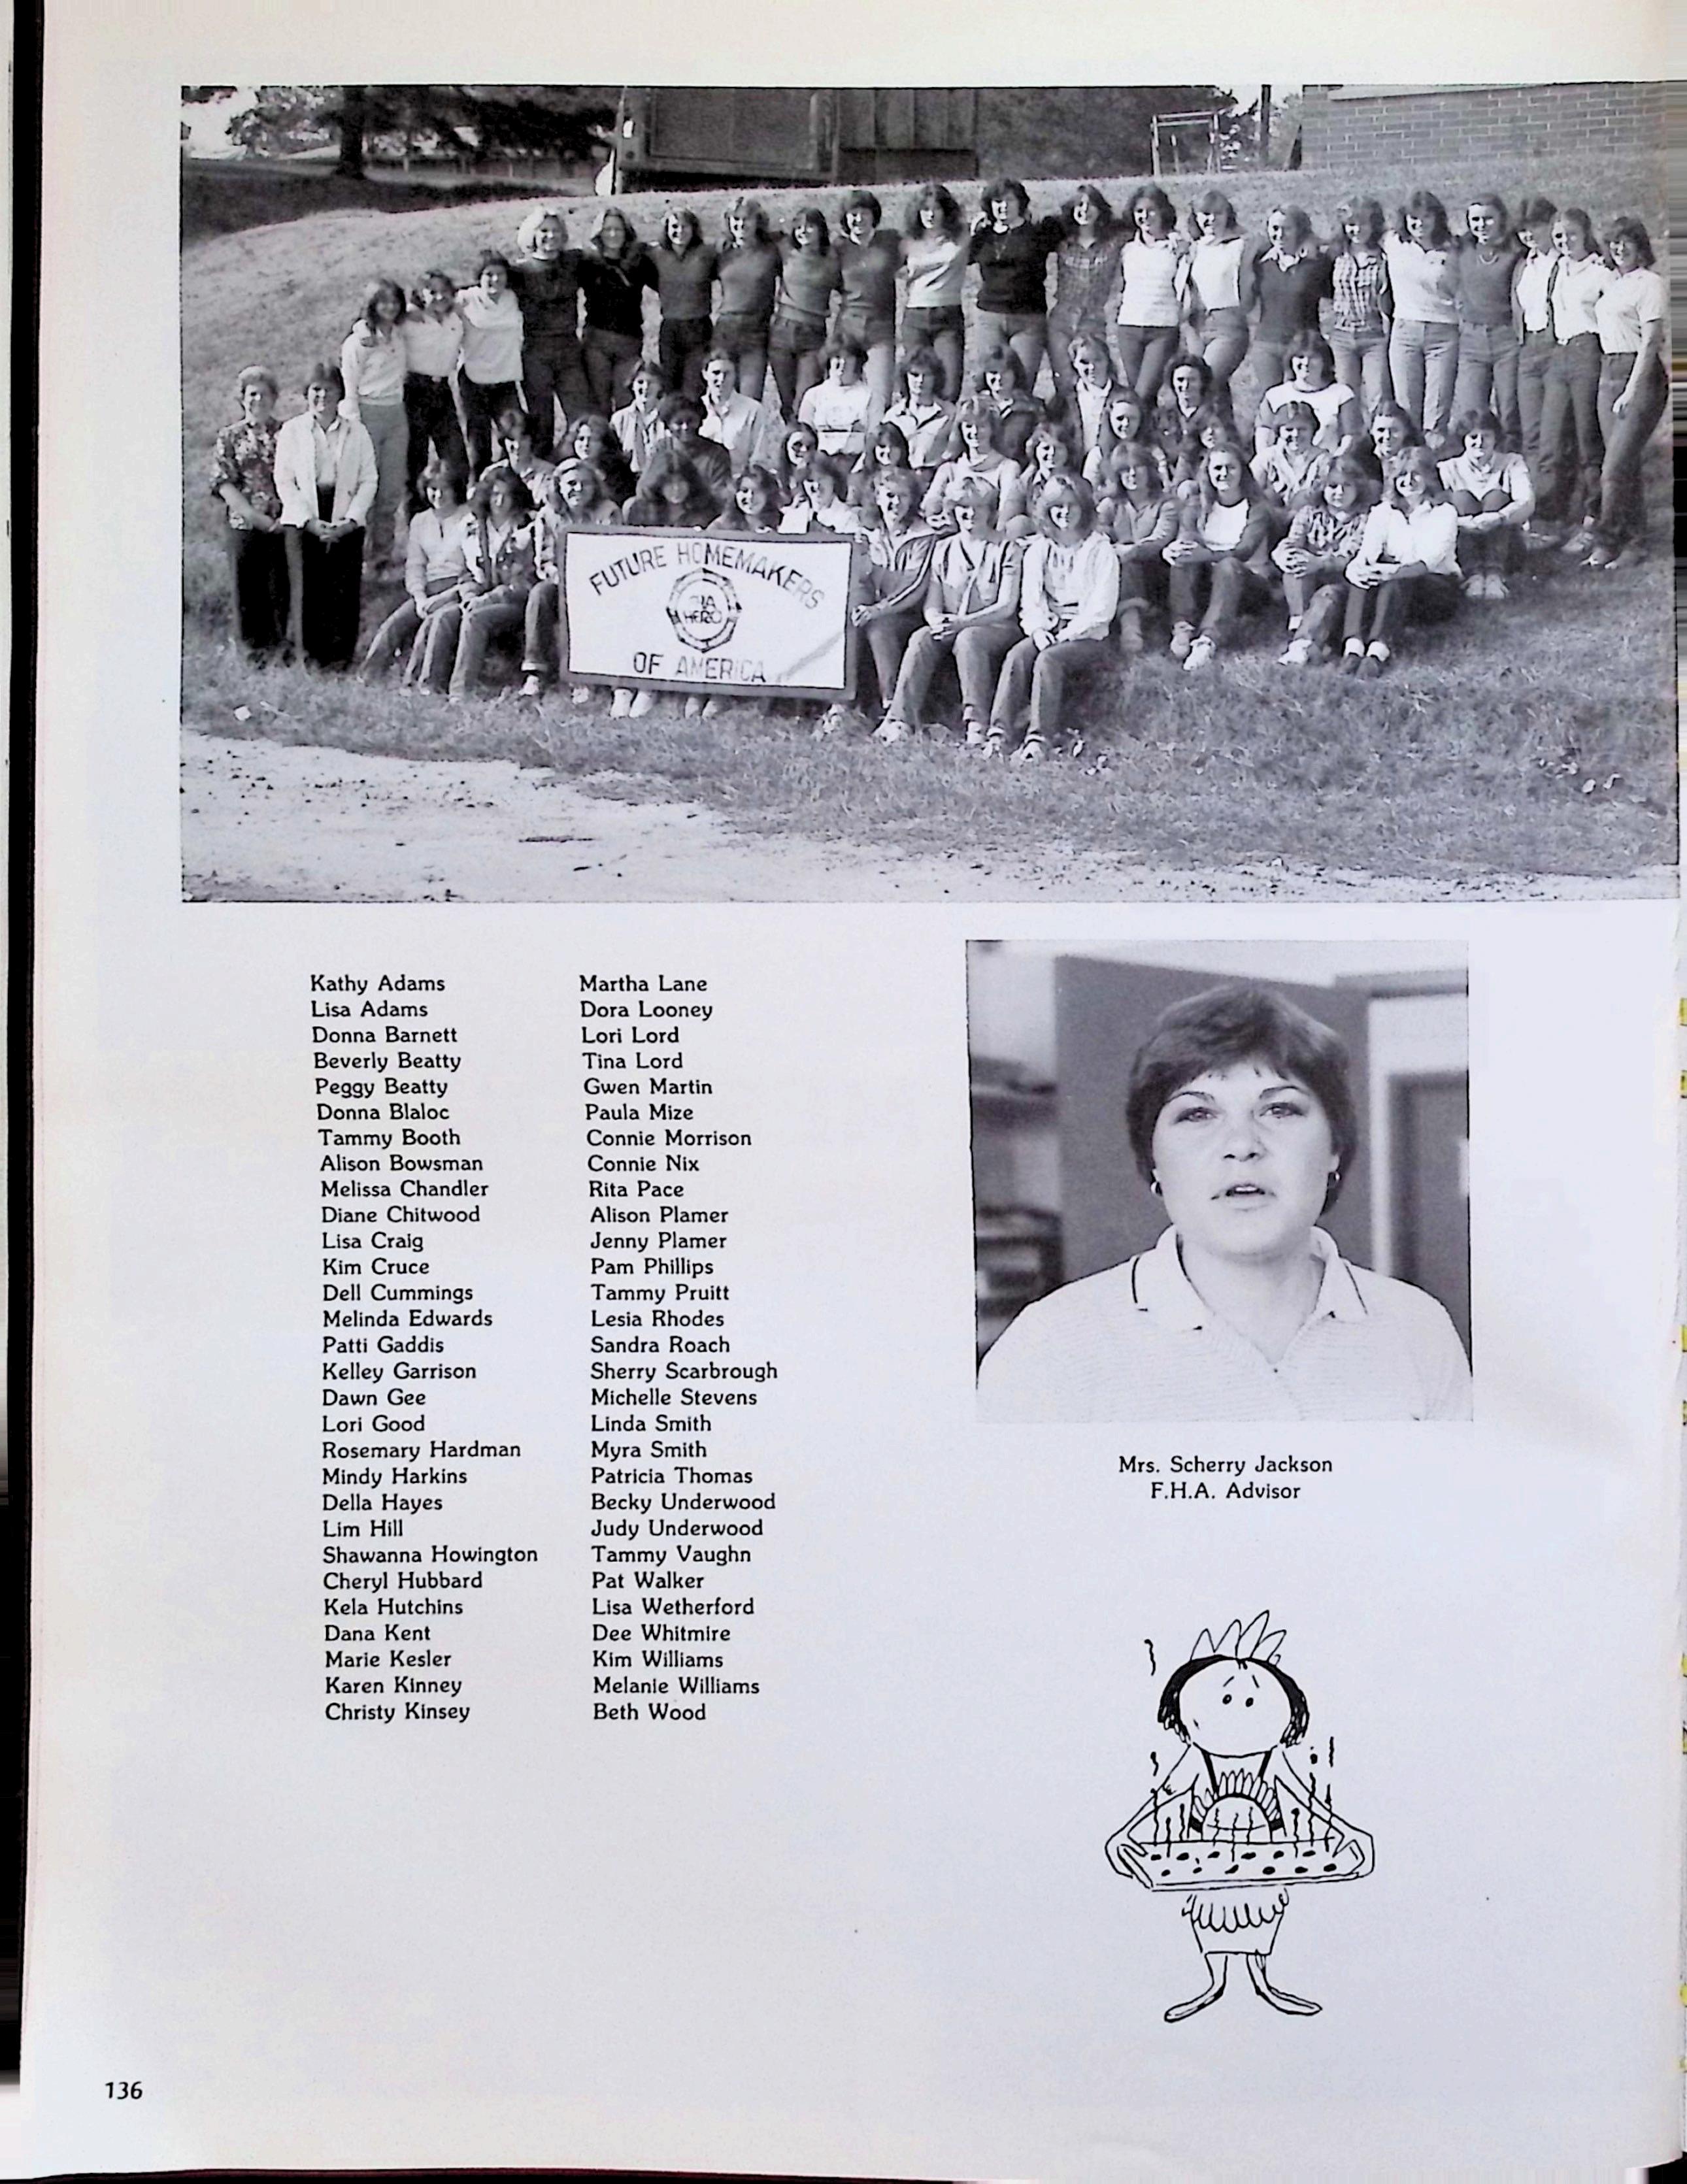 FUTURE HOMEMAKERS
HERO
OF AMERICA
Kathy Adams
Lisa Adams
Donna Barnett
Beverly Beatty
Peggy Beatty
Donna Blaloc
Tammy Booth
Alison Bowsman
Melissa Chandler
Diane Chitwood
Lisa Craig
Kim Cruce
Dell Cummings
Melinda Edwards
Patti Gaddis
Kelley Garrison
Dawn Gee
Lori Good
Rosemary Hardman
Mindy Harkins
Della Hayes
Lim Hill
Shawanna Howington
Cheryl Hubbard
Kela Hutchins
Dana Kent
Marie Kesler
Karen Kinney
Christy Kinsey
Martha Lane
Dora Looney
Lori Lord
Tina Lord
Gwen Martin
Paula Mize
Connie Morrison
Connie Nix
Rita Pace
Alison Plamer
Jenny Plamer
Pam Phillips
Tammy Pruitt
Lesia Rhodes
Sandra Roach
Sherry Scarbrough
Michelle Stevens
Linda Smith
Myra Smith
Patricia Thomas
Becky Underwood
Judy Underwood
Tammy Vaughn
Pat Walker
Lisa Wetherford
Dee Whitmire
Kim Williams
Melanie Williams
Beth Wood
Mrs. Scherry Jackson
F.H.A. Advisor
136